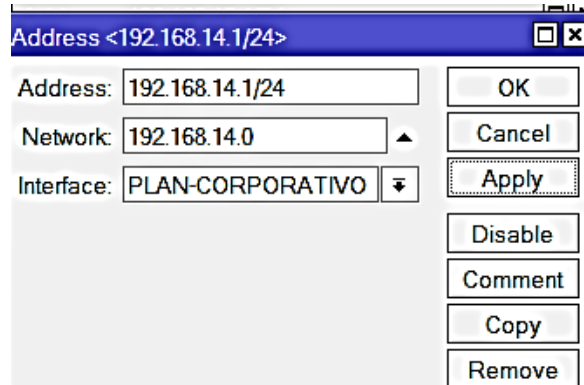 Address <192.168.14.1/24>
Address: 192.168.14.1/24 OK
Network: 192.168.14.0 Cancel
Interface: PLAN-CORPORATIVO Apply
Disable
Comment
Copy
Remove